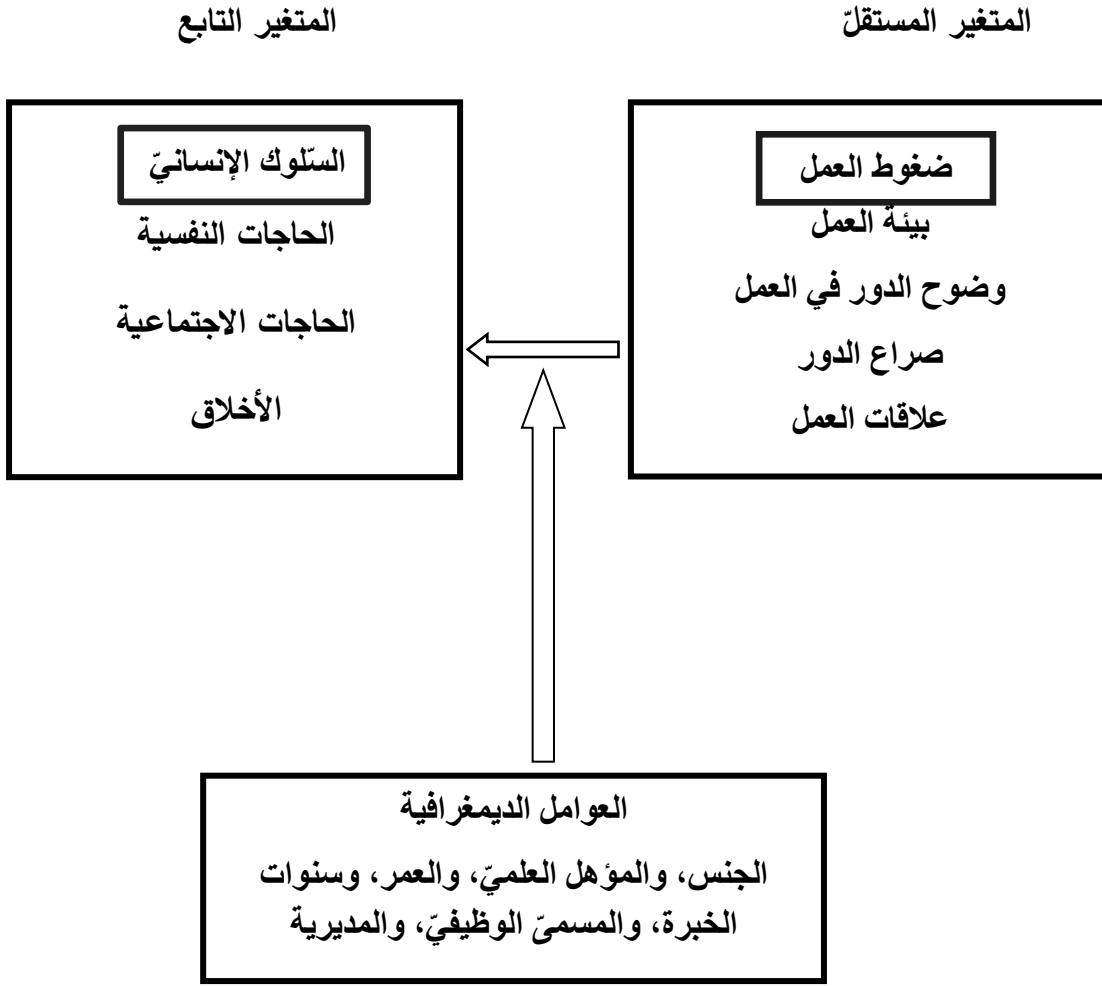 المتغير المستقلّ
المتغير التابع
ضغوط العمل
بيئة العمل
وضوح الدور في العمل
صراع الدور
علاقات العمل
السّلوك الإنسانيّ
الحاجات النفسية
الحاجات الاجتماعية
الأخلاق
العوامل الديمغرافية
الجنس، والمؤهل العلميّ، والعمر، وسنوات
الخبرة، والمسمىّ الوظيفيّ، والمديرية